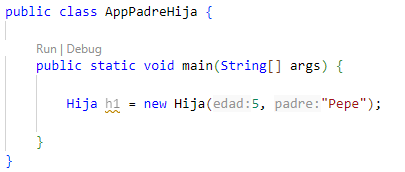 public class AppPadreHija {
Run | Debug
public static void main(String[] args) {
Hija h1 = new Hija(edad:5, padre:"Pepe");
}
}